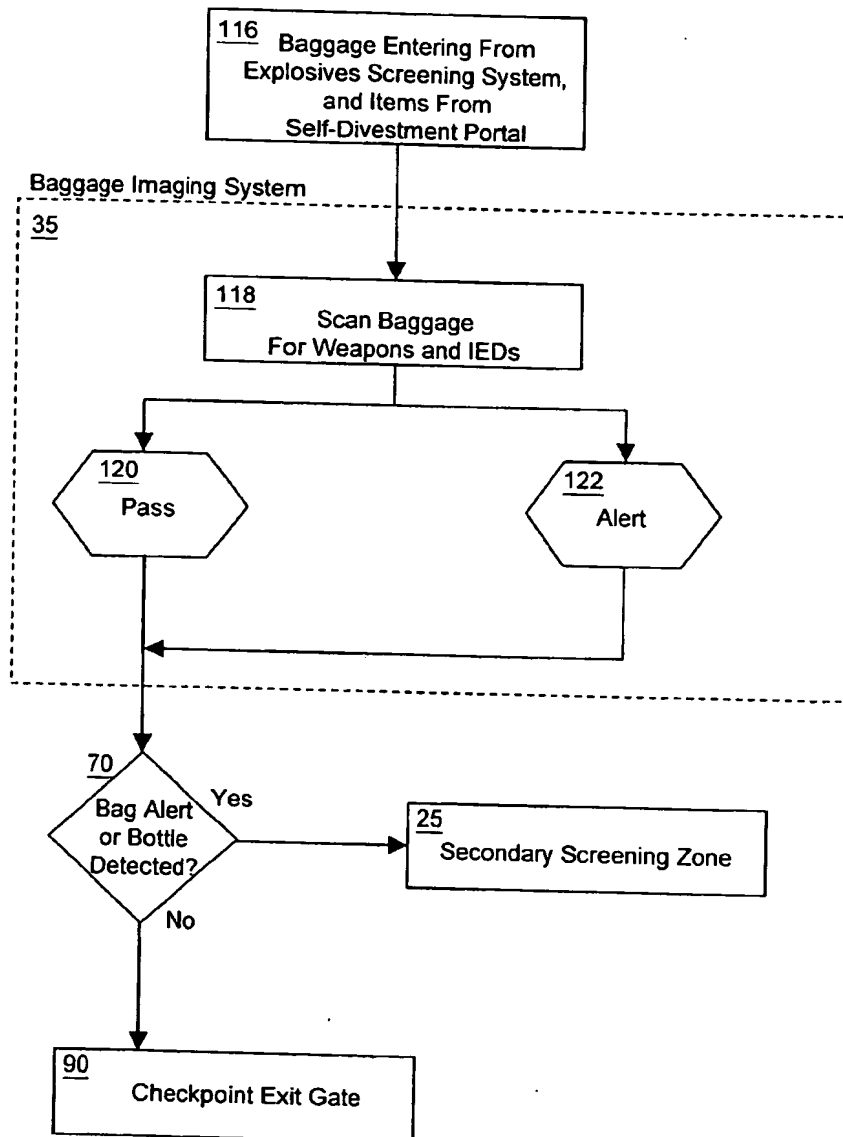 116
Baggage Entering From
Explosives Screening System,
and Items From
Self-Divestment Portal
Baggage Imaging System
35
118
Scan Baggage
For Weapons and IEDs
120
Pass
122
Alert
70
Bag Alert
or Bottle
Detected?
Yes
No
25
Secondary Screening Zone
90
Checkpoint Exit Gate